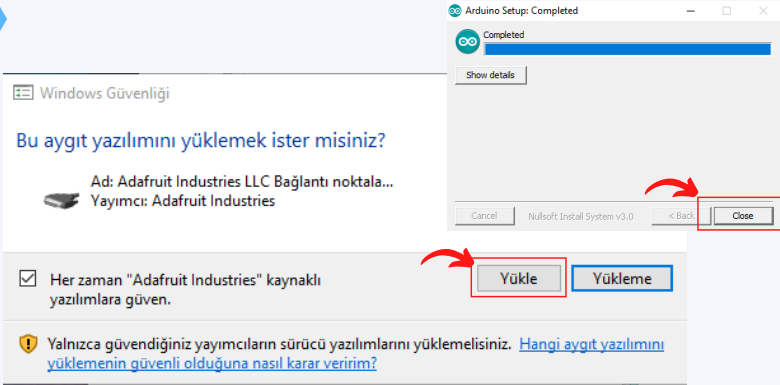 Arduino Setup: Completed
Completed
Show details
Cancel
Nullsoft Install System v3.0
< Back
Close
Windows Güvenliği
Bu aygıt yazılımını yüklemek ister misiniz?
Ad: Adafruit Industries LLC Bağlantı noktala...
Yayımcı: Adafruit Industries
Her zaman "Adafruit Industries" kaynaklı
yazılımlara güven.
Yükle
Yükleme
Yalnızca güvendiğiniz yayımcıların sürücü yazılımlarını yüklemelisiniz. Hangi aygıt yazılımını
yüklemenin güvenli olduğuna nasıl karar veririm?